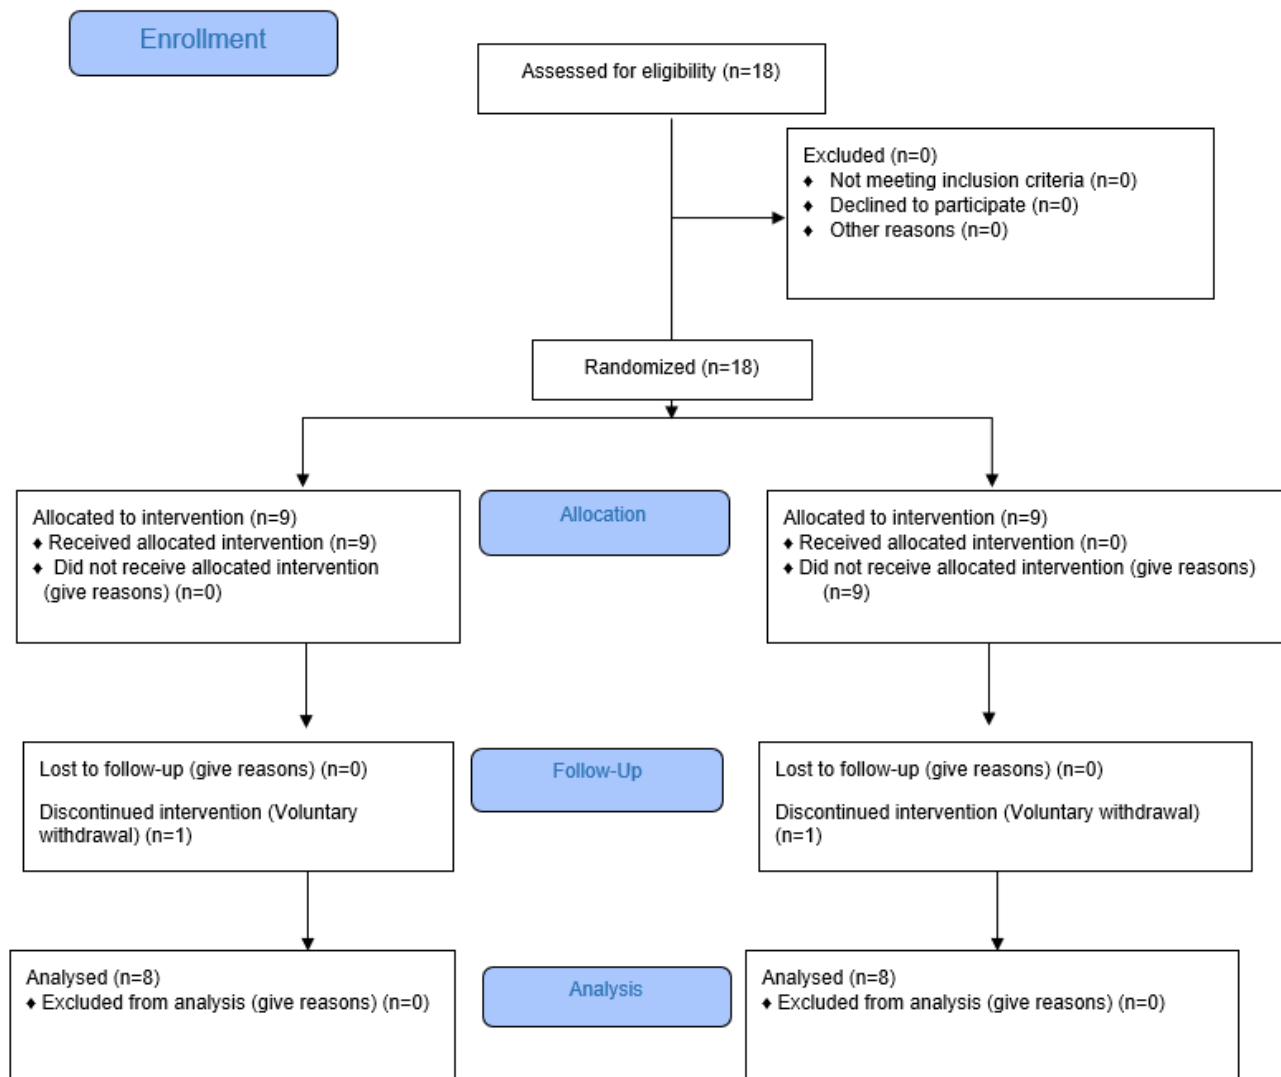 Enrollment
Assessed for eligibility (n=18)
Excluded (n=0)
♦ Not meeting inclusion criteria (n=0)
♦ Declined to participate (n=0)
♦ Other reasons (n=0)
Randomized (n=18)
Allocated to intervention (n=9)
♦ Received allocated intervention (n=9)
♦ Did not receive allocated intervention
(give reasons) (n=0)
Allocation
Allocated to intervention (n=9)
♦ Received allocated intervention (n=0)
♦ Did not receive allocated intervention (give reasons)
(n=9)
Lost to follow-up (give reasons) (n=0)
Discontinued intervention (Voluntary
withdrawal) (n=1)
Follow-Up
Lost to follow-up (give reasons) (n=0)
Discontinued intervention (Voluntary withdrawal)
(n=1)
Analysed (n=8)
♦ Excluded from analysis (give reasons) (n=0)
Analysis
Analysed (n=8)
♦ Excluded from analysis (give reasons) (n=0)